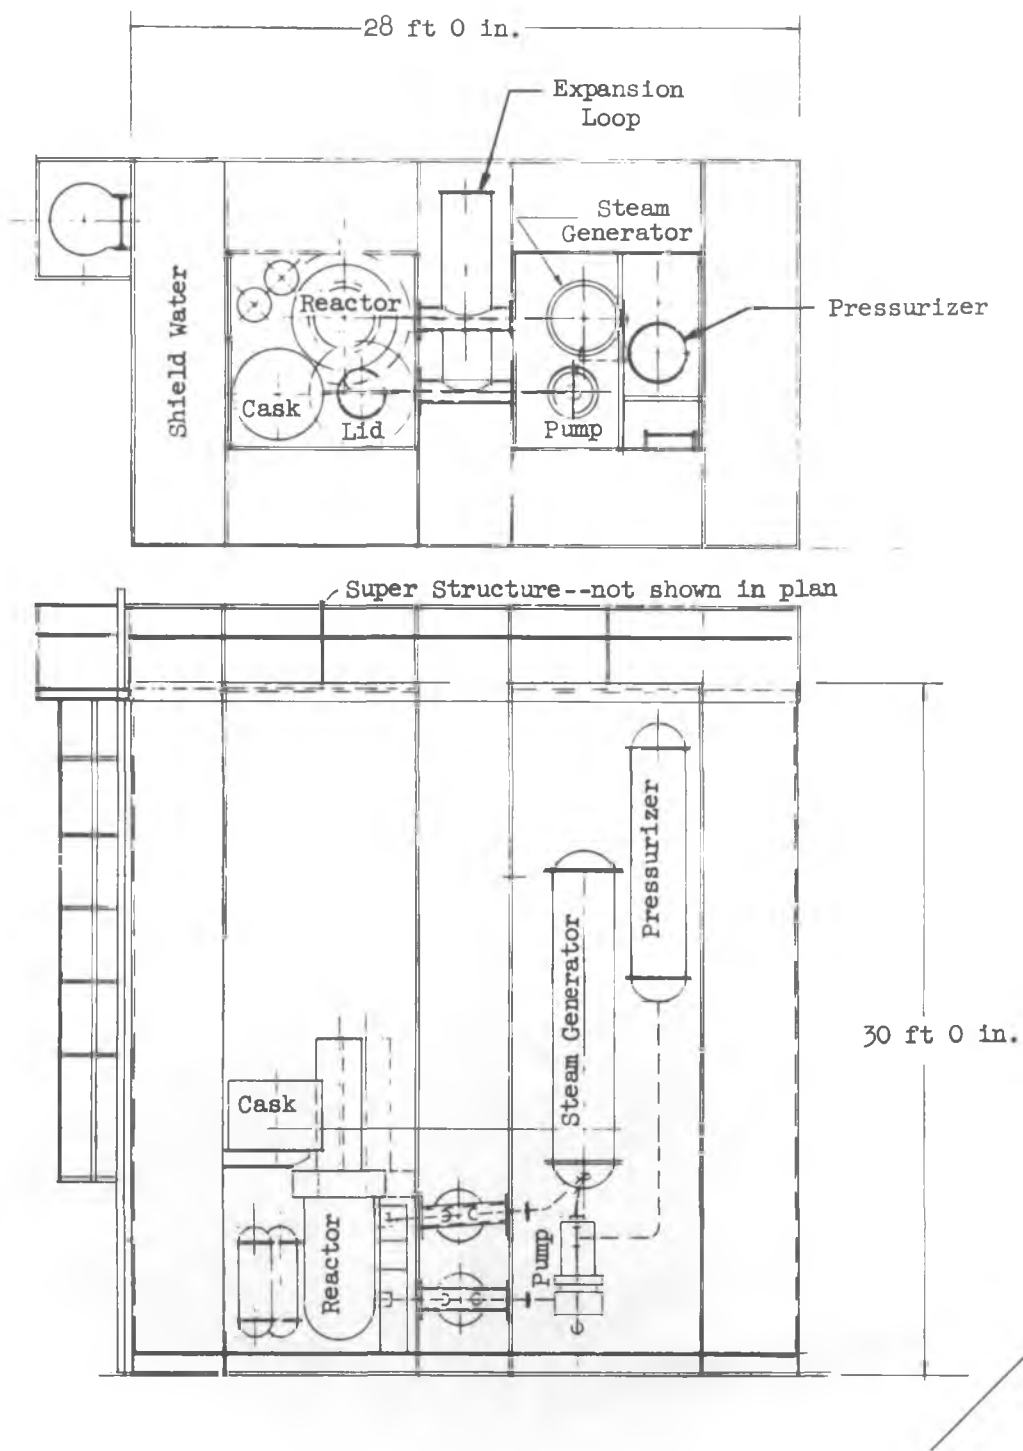 28 ft 0 in.
Expansion
Loop
Steam
Generator
Reactor
Pressurizer
Shield Water
Cask
Lid
Pump
Super Structure--not shown in plan
Pressurizer
Steam Generator
30 ft 0 in.
Cask
Reactor
Pump